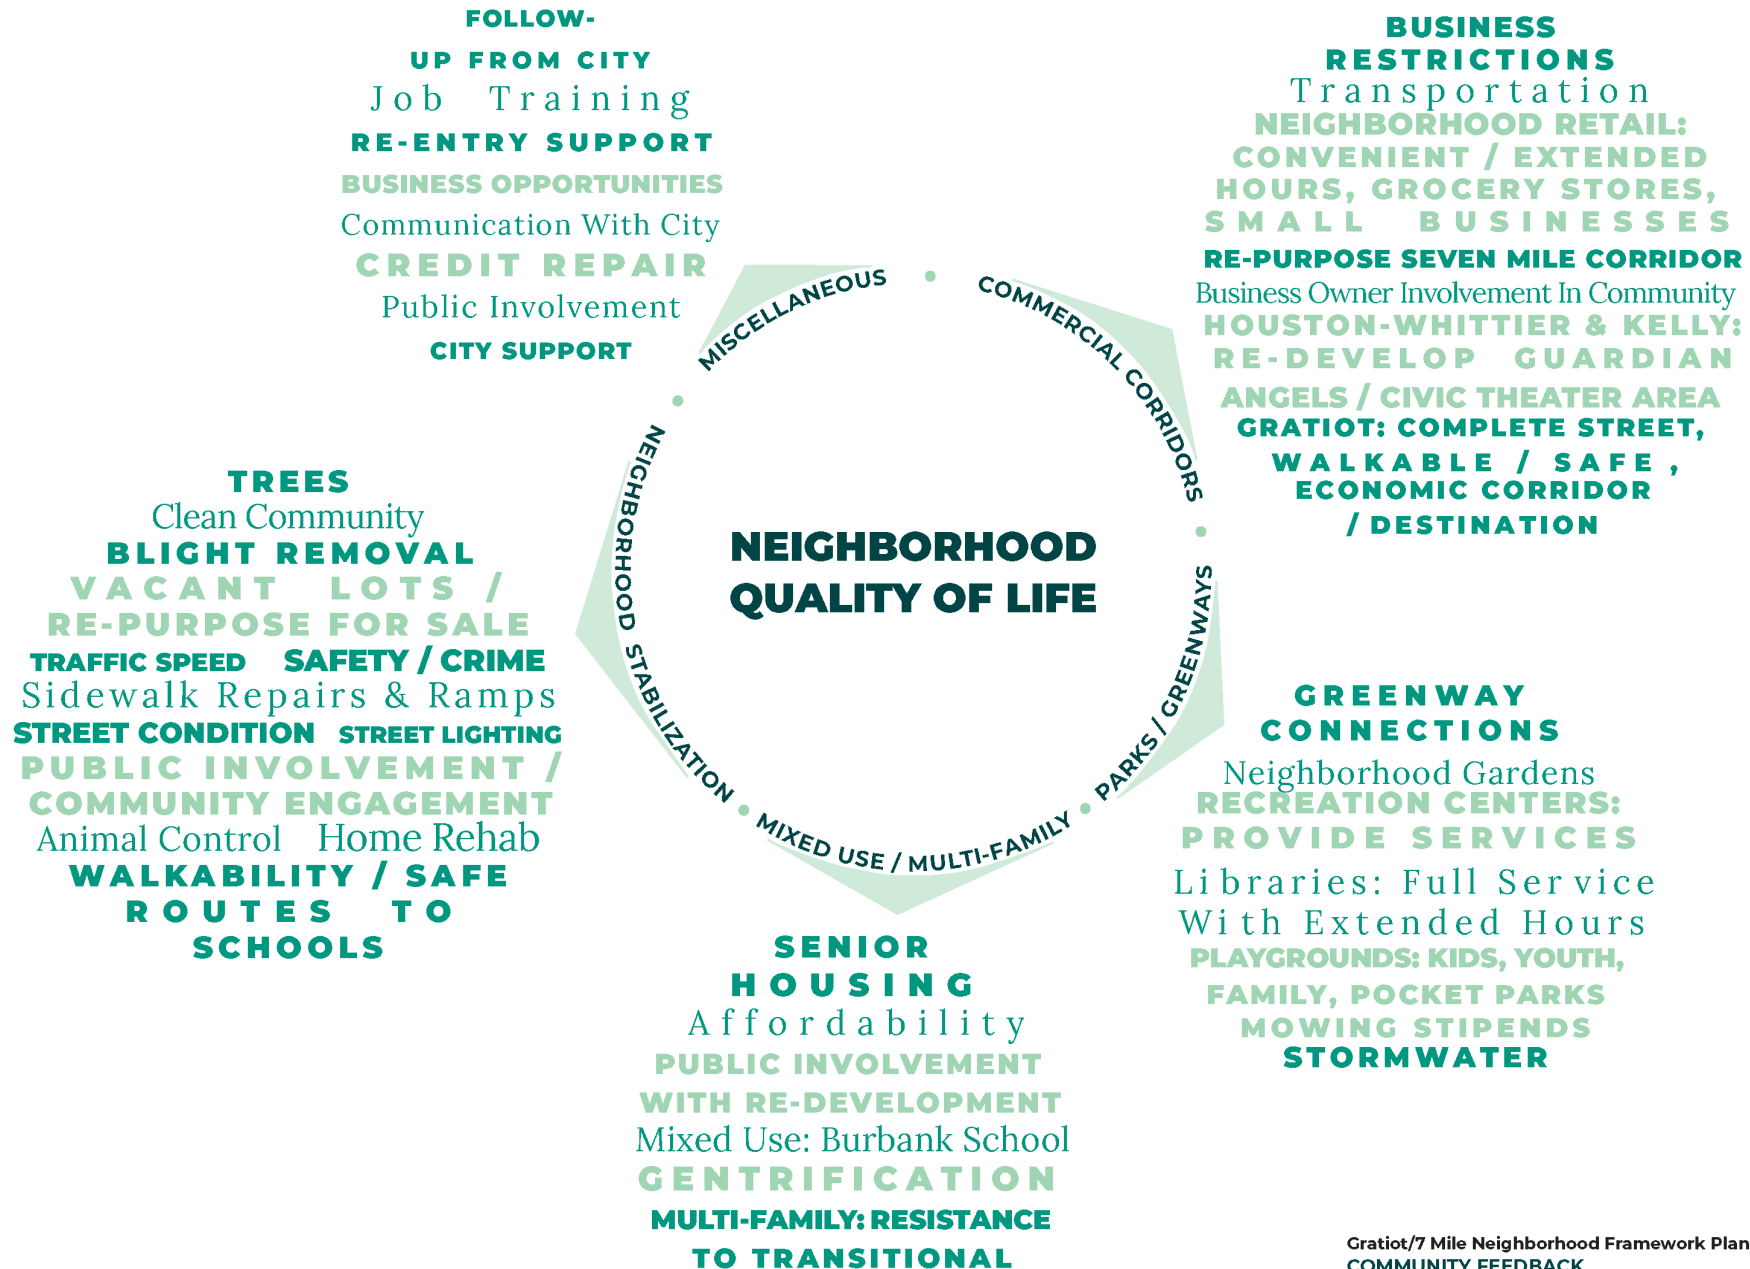 FOLLOW-
UP FROM CITY
Job Training
RE-ENTRY SUPPORT
BUSINESS OPPORTUNITIES
Communication With City
CREDIT REPAIR
Public Involvement
CITY SUPPORT
MISCELLANEOUS
COMMERCIAL CORRIDORS
BUSINESS
RESTRICTIONS
Transportation
NEIGHBORHOOD RETAIL:
CONVENIENT / EXTENDED
HOURS, GROCERY STORES,
SMALL BUSINESSES
RE-PURPOSE SEVEN MILE CORRIDOR
Business Owner Involvement In Community
HOUSTON-WHITTIER & KELLY:
RE-DEVELOP GUARDIAN
ANGELS / CIVIC THEATER AREA
GRATIOT: COMPLETE STREET,
WALKABLE / SAFE ,
ECONOMIC CORRIDOR
/ DESTINATION
NEIGHBORHOOD
QUALITY OF LIFE
NEIGHBORHOOD STABILIZATION
TREES
Clean Community
BLIGHT REMOVAL
VACANT LOTS /
RE-PURPOSE FOR SALE
TRAFFIC SPEED SAFETY / CRIME
Sidewalk Repairs & Ramps
STREET CONDITION STREET LIGHTING
PUBLIC INVOLVEMENT /
COMMUNITY ENGAGEMENT
Animal Control Home Rehab
WALKABILITY / SAFE
ROUTES TO
SCHOOLS
PARKS / GREENWAYS
GREENWAY
CONNECTIONS
Neighborhood Gardens
RECREATION CENTERS:
PROVIDE SERVICES
Libraries: Full Service
With Extended Hours
PLAYGROUNDS: KIDS, YOUTH,
FAMILY, POCKET PARKS
MOWING STIPENDS
STORMWATER
MIXED USE / MULTI-FAMILY
SENIOR
HOUSING
Affordability
PUBLIC INVOLVEMENT
WITH RE-DEVELOPMENT
Mixed Use: Burbank School
GENTRIFICATION
MULTI-FAMILY: RESISTANCE
TO TRANSITIONAL
Gratiot/7 Mile Neighborhood Framework Plan
COMMUNITY FEEDBACK